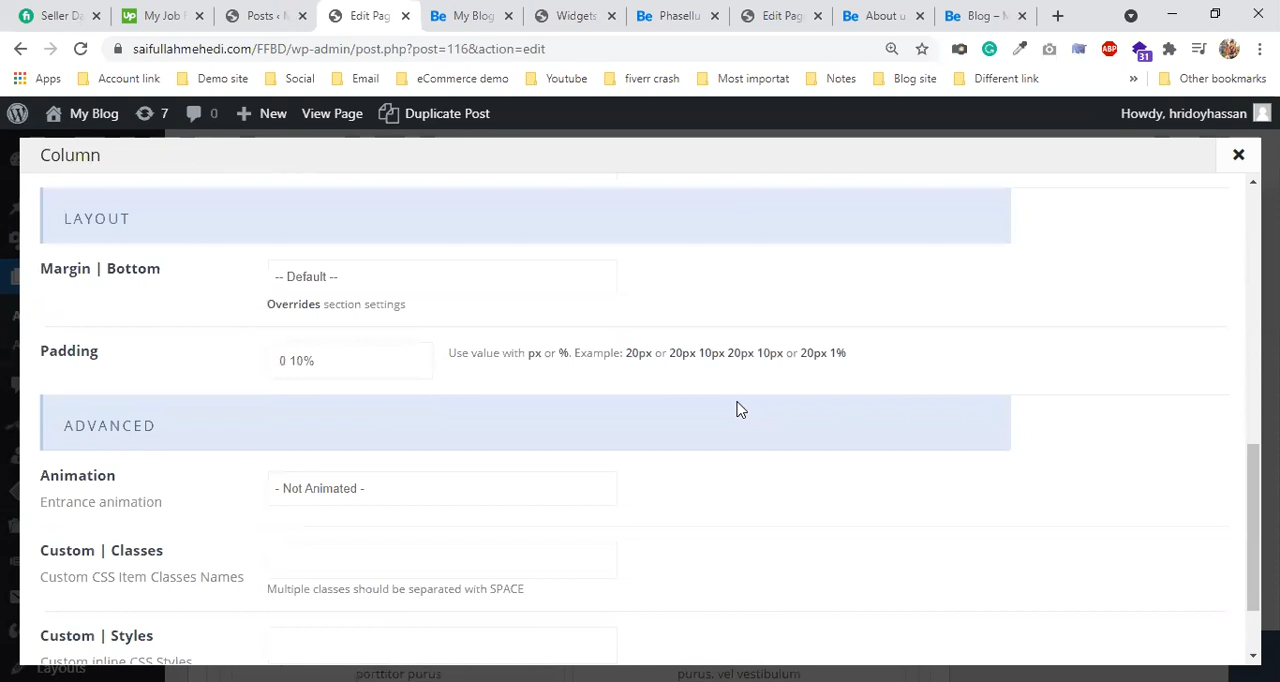 Seller Da
My Job
Posts ‹
Edit Pag
My Blog
Widgets
Phasellu
Edit Pag
About u
Blog – M
saifullahmehedi.com/FFBD/wp-admin/post.php?post=116&action=edit
ABP
31
Apps
Account link
Demo site
Social
Email
eCommerce demo
Youtube
fiverr crash
Most importat
Notes
Blog site
Different link
»
Other bookmarks
My Blog
7
0
New
View Page
Duplicate Post
Howdy, hridoyhassan
Column
LAYOUT
Margin | Bottom
-- Default --
Overrides section settings
Padding
0 10%
Use value with px or %. Example: 20px or 20px 10px 20px 10px or 20px 1%
ADVANCED
Animation
- Not Animated -
Entrance animation
Custom | Classes
Custom CSS Item Classes Names
Multiple classes should be separated with SPACE
Custom | Styles
Custom inline CSS Styles
Layouts
porttitor purus
purus, vel vestibulum